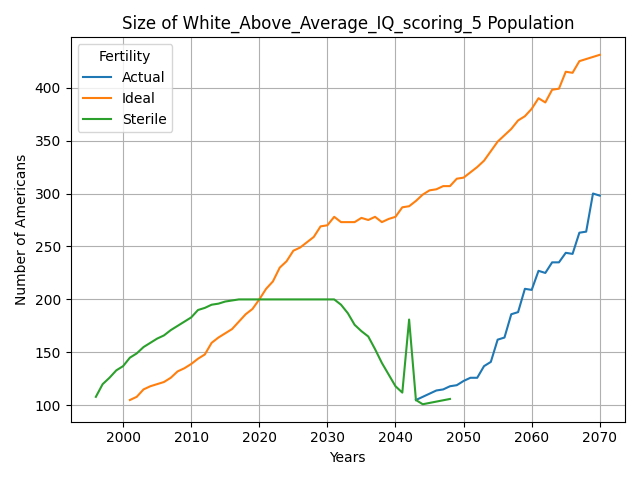 Size of White_Above_Average_IQ_scoring_5 Population
Fertility
Actual
Ideal
Sterile
Number of Americans
400
350
300
250
200
150
100
2000 2010 2020 2030 2040 2050 2060 2070
Years